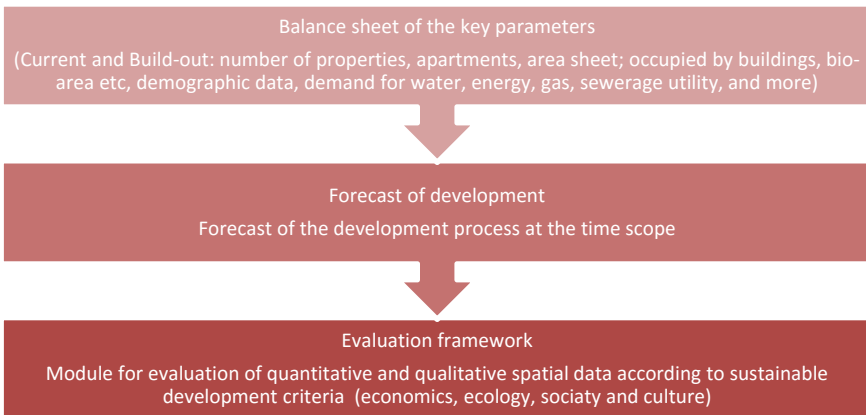 Balance sheet of the key parameters
(Current and Build-out: number of properties, apartments, area sheet; occupied by buildings, bio-
area etc, demographic data, demand for water, energy, gas, sewerage utility, and more)
Forecast of development
Forecast of the development process at the time scope
Evaluation framework
Module for evaluation of quantitative and qualitative spatial data according to sustainable
development criteria (economics, ecology, sociaty and culture)